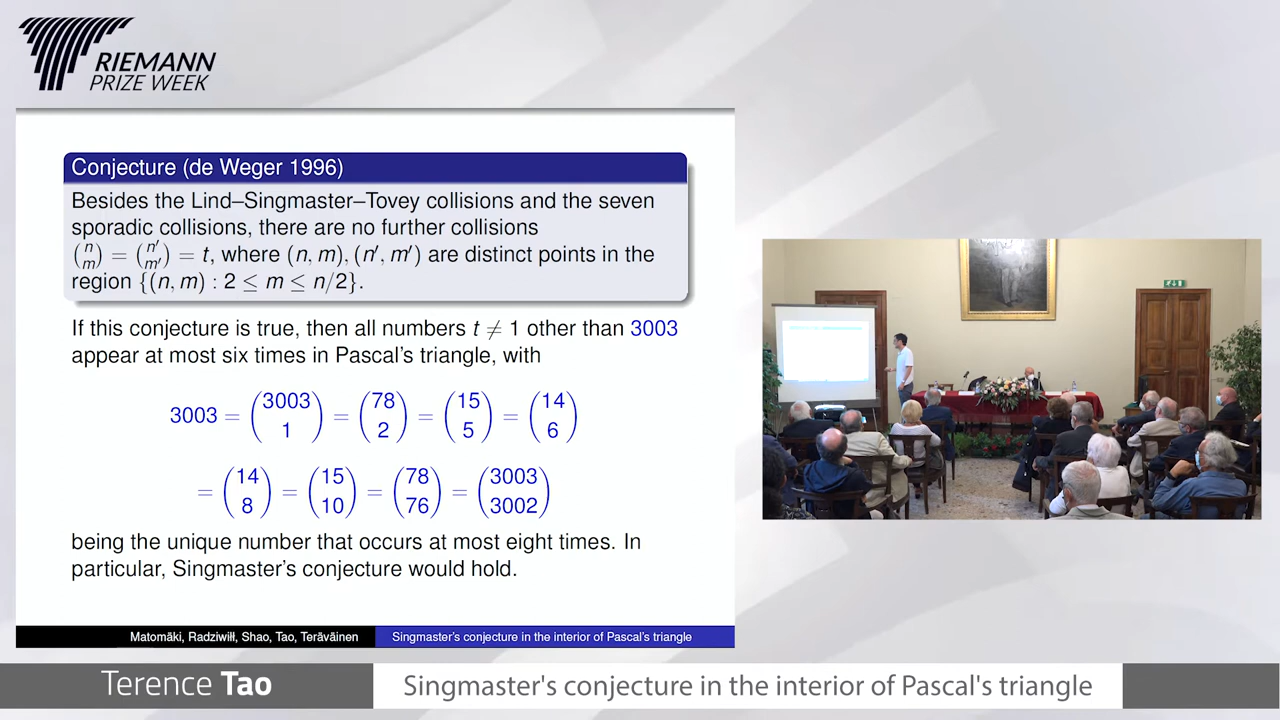 RIEMANN
PRIZE WEEK
Conjecture (de Weger 1996)
Besides the Lind–Singmaster–Tovey collisions and the seven
sporadic collisions, there are no further collisions
(n m) = (n′ m′) = t, where (n, m), (n′, m′) are distinct points in the
region {(n, m) : 2 ≤ m ≤ n/2}.
If this conjecture is true, then all numbers t ≠ 1 other than 3003
appear at most six times in Pascal's triangle, with
3003 = (3003 1) = (78 2) = (15 5) = (14 6)
= (14 8) = (15 10) = (78 76) = (3003 3002)
being the unique number that occurs at most eight times. In
particular, Singmaster's conjecture would hold.
Matomäki, Radziwiłł, Shao, Tao, Teräväinen
Singmaster's conjecture in the interior of Pascal's triangle
Terence Tao
Singmaster's conjecture in the interior of Pascal's triangle